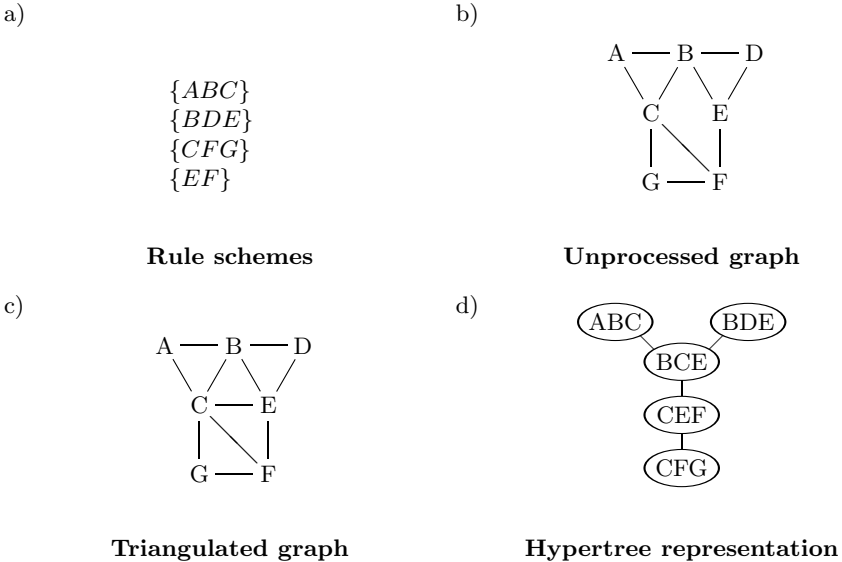 a)
{ABC}
{BDE}
{CFG}
{EF}
Rule schemes
b)
A B D
C E
G F
Unprocessed graph
c)
A B D
C E
G F
Triangulated graph
d)
ABC BDE
BCE
CEF
CFG
Hypertree representation